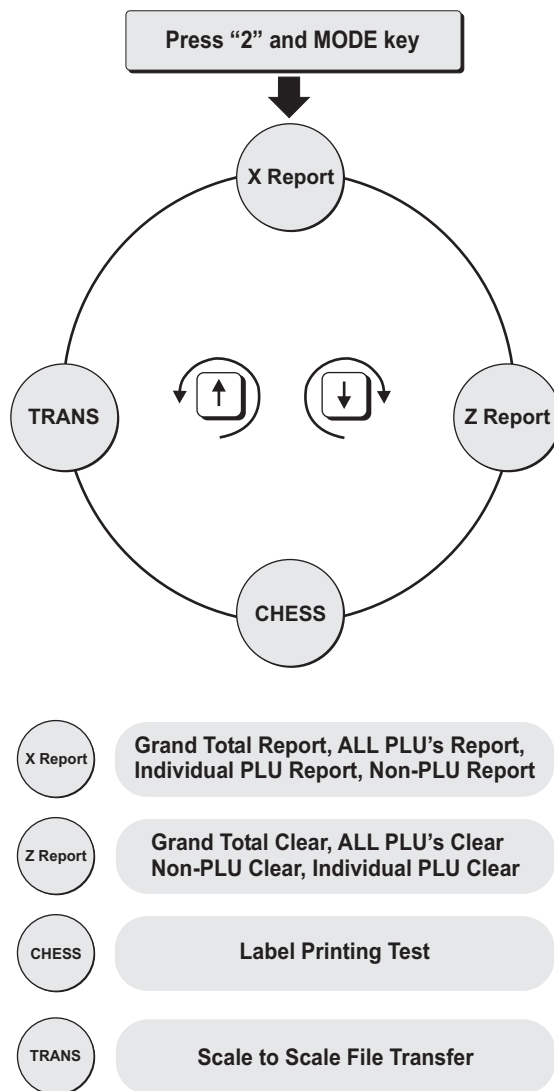 Press “2” and MODE key
X Report
TRANS
↑
↓
Z Report
CHESS
X Report
Grand Total Report, ALL PLU’s Report,
Individual PLU Report, Non-PLU Report
Z Report
Grand Total Clear, ALL PLU’s Clear
Non-PLU Clear, Individual PLU Clear
CHESS
Label Printing Test
TRANS
Scale to Scale File Transfer